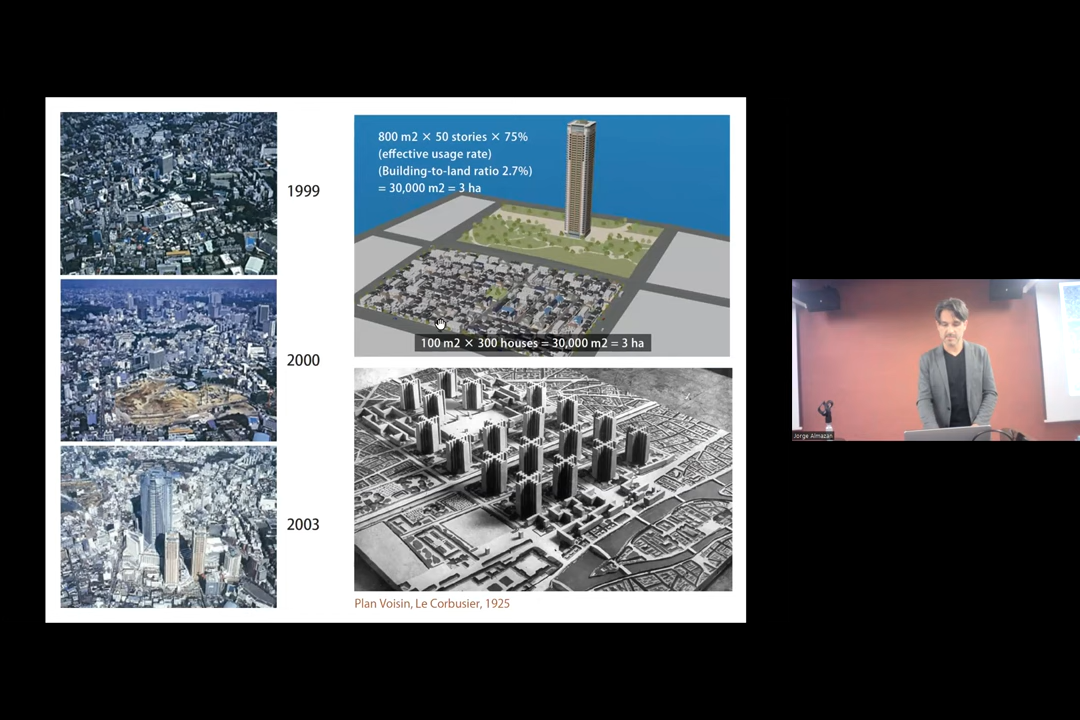 1999
2000
2003
800 m2 × 50 stories × 75%
(effective usage rate)
(Building-to-land ratio 2.7%)
= 30,000 m2 = 3 ha
100 m2 × 300 houses = 30,000 m2 = 3 ha
Plan Voisin, Le Corbusier, 1925
Jorge Almazan